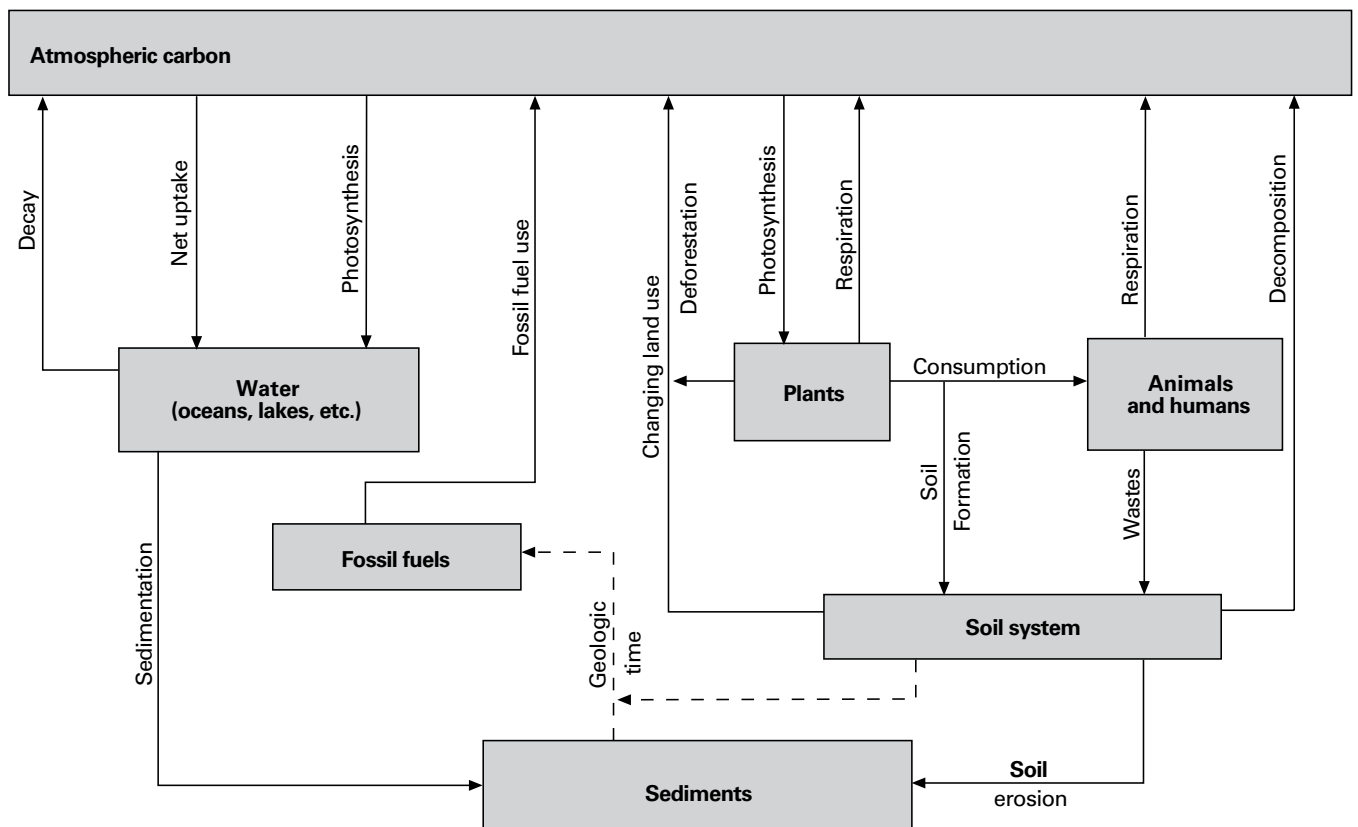 Atmospheric carbon
Decay
Net uptake
Photosynthesis
Fossil fuel use
Changing land use
Deforestation
Photosynthesis
Respiration
Respiration
Decomposition
Water
(oceans, lakes, etc.)
Plants
Consumption
Animals
and humans
Soil
Formation
Wastes
Fossil fuels
Sedimentation
Geologic
time
Soil system
Sediments
Soil
erosion